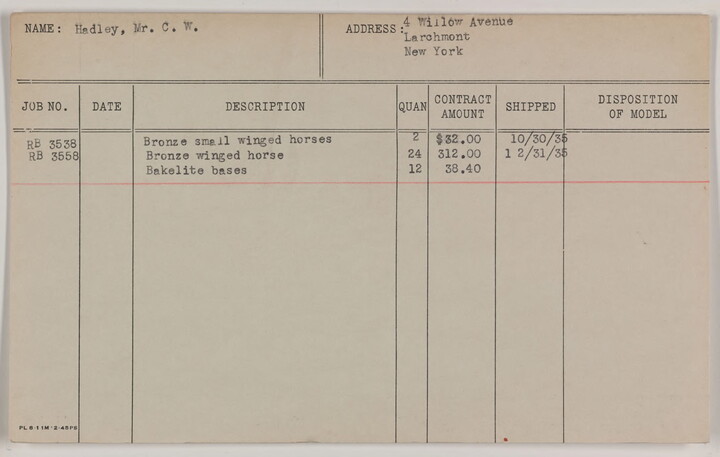 NAME: Hadley, Mr. C. W.
ADDRESS: 4 Willow Avenue
Larchmont
New York
JOB NO. DATE DESCRIPTION QUAN CONTRACT AMOUNT SHIPPED DISPOSITION OF MODEL
RB 3538 Bronze small winged horses 2 $32.00 10/30/35
RB 3558 Bronze winged horse 24 312.00 1 2/31/35
Bakelite bases 12 38.40